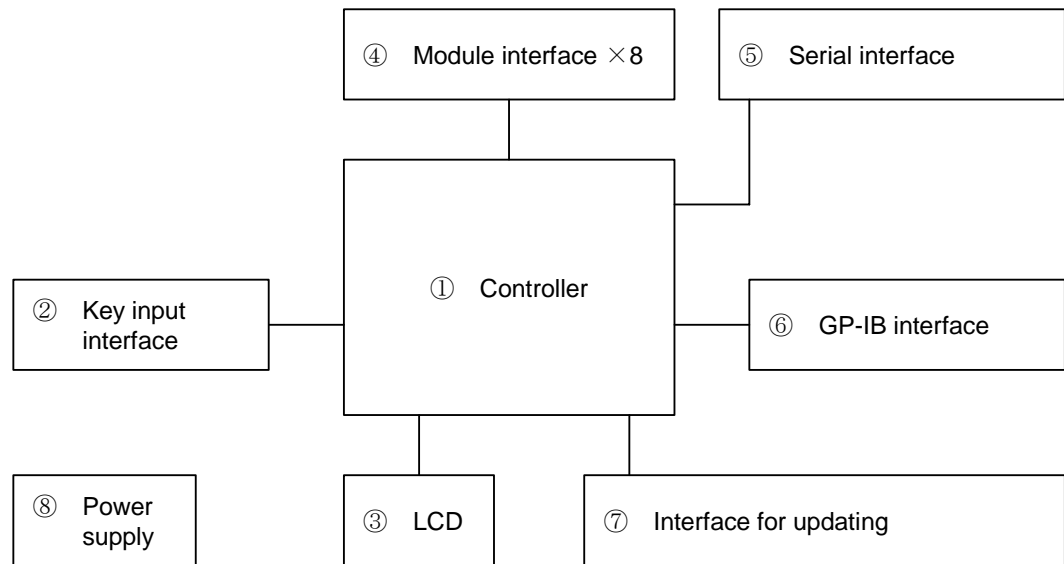 ④ Module interface ×8
⑤ Serial interface
① Controller
② Key input
interface
⑥ GP-IB interface
⑧ Power
supply
③ LCD
⑦ Interface for updating